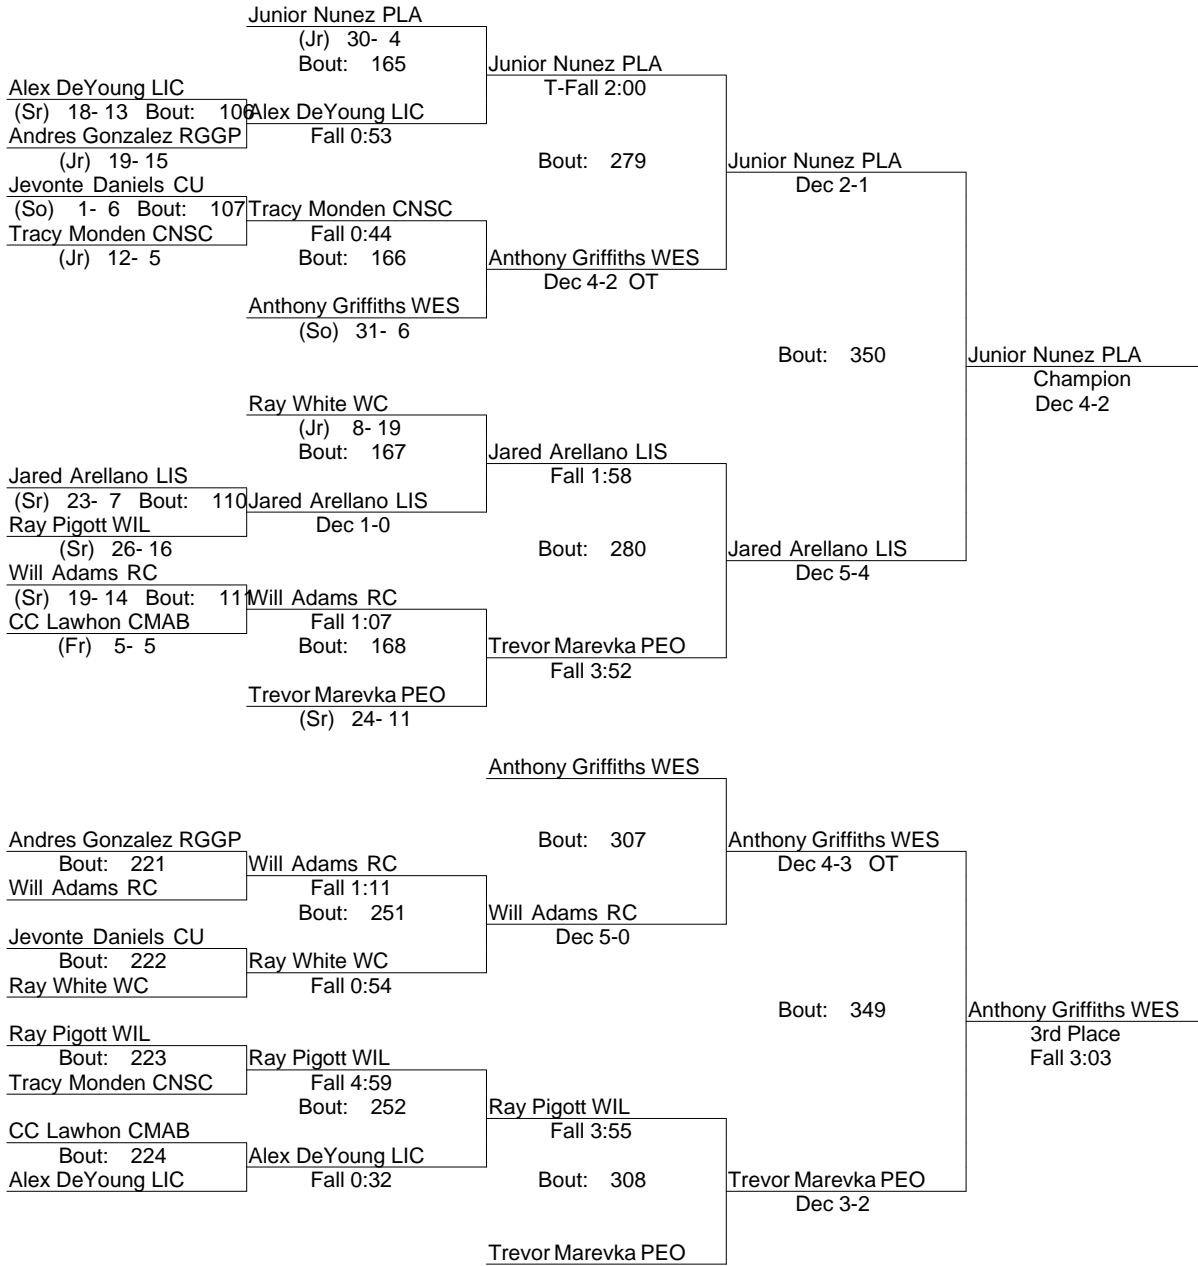 Junior Nunez PLA
(Jr) 30- 4
Bout: 165
Junior Nunez PLA
T-Fall 2:00
Alex DeYoung LIC
(Sr) 18- 13 Bout: 106
Alex DeYoung LIC
Andres Gonzalez RGGP
Fall 0:53
(Jr) 19- 15
Bout: 279
Junior Nunez PLA
Dec 2-1
Jevonte Daniels CU
(So) 1- 6 Bout: 107
Tracy Monden CNSC
Tracy Monden CNSC
Fall 0:44
(Jr) 12- 5
Bout: 166
Anthony Griffiths WES
Dec 4-2 OT
Anthony Griffiths WES
(So) 31- 6
Bout: 350
Junior Nunez PLA
Champion
Dec 4-2
Ray White WC
(Jr) 8- 19
Bout: 167
Jared Arellano LIS
Fall 1:58
Jared Arellano LIS
(Sr) 23- 7 Bout: 110
Jared Arellano LIS
Ray Pigott WIL
Dec 1-0
(Sr) 26- 16
Bout: 280
Jared Arellano LIS
Dec 5-4
Will Adams RC
(Sr) 19- 14 Bout: 111
Will Adams RC
CC Lawhon CMAB
Fall 1:07
(Fr) 5- 5
Bout: 168
Trevor Marevka PEO
Fall 3:52
Trevor Marevka PEO
(Sr) 24- 11
Anthony Griffiths WES
Andres Gonzalez RGGP
Bout: 307
Anthony Griffiths WES
Dec 4-3 OT
Bout: 221
Will Adams RC
Will Adams RC
Fall 1:11
Bout: 251
Will Adams RC
Dec 5-0
Jevonte Daniels CU
Bout: 222
Ray White WC
Ray White WC
Fall 0:54
Bout: 349
Anthony Griffiths WES
3rd Place
Fall 3:03
Ray Pigott WIL
Bout: 223
Ray Pigott WIL
Tracy Monden CNSC
Fall 4:59
Bout: 252
Ray Pigott WIL
Fall 3:55
CC Lawhon CMAB
Bout: 224
Alex DeYoung LIC
Alex DeYoung LIC
Fall 0:32
Bout: 308
Trevor Marevka PEO
Dec 3-2
Trevor Marevka PEO